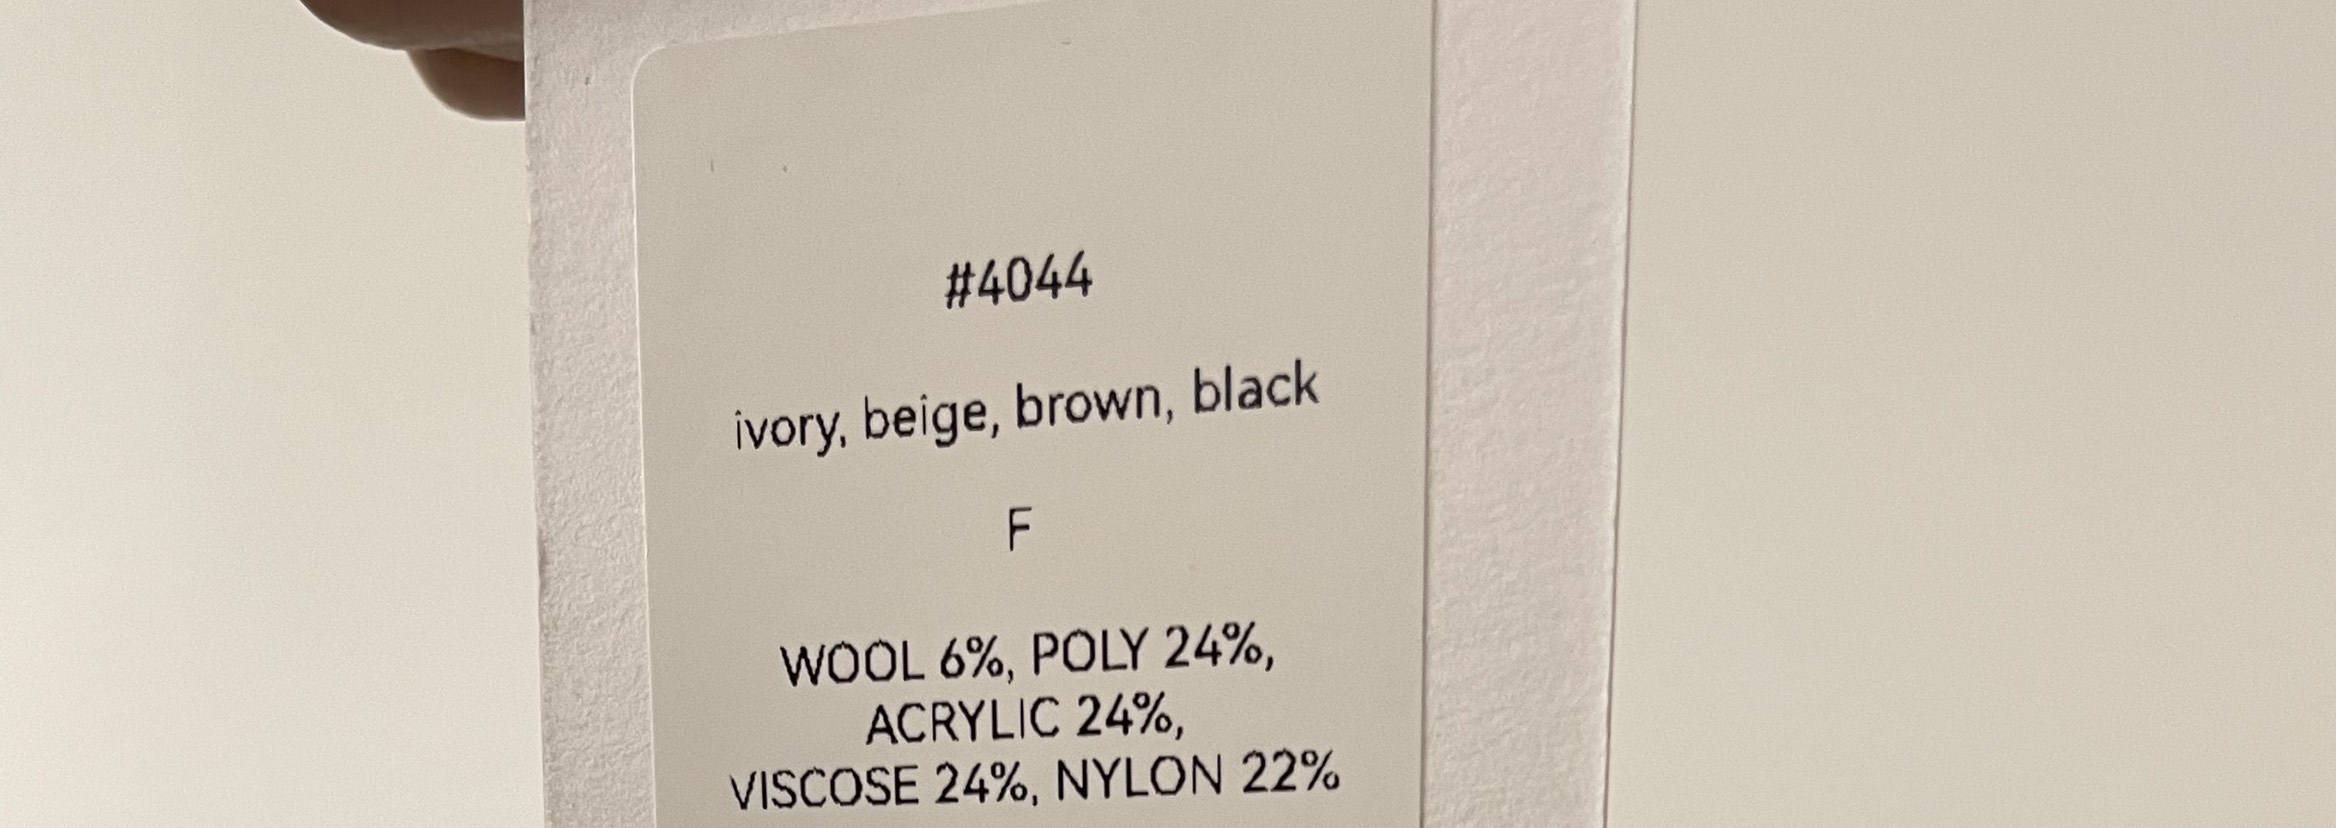 #4044
ivory, beige, brown, black
F
WOOL 6%, POLY 24%,
ACRYLIC 24%,
VISCOSE 24%, NYLON 22%